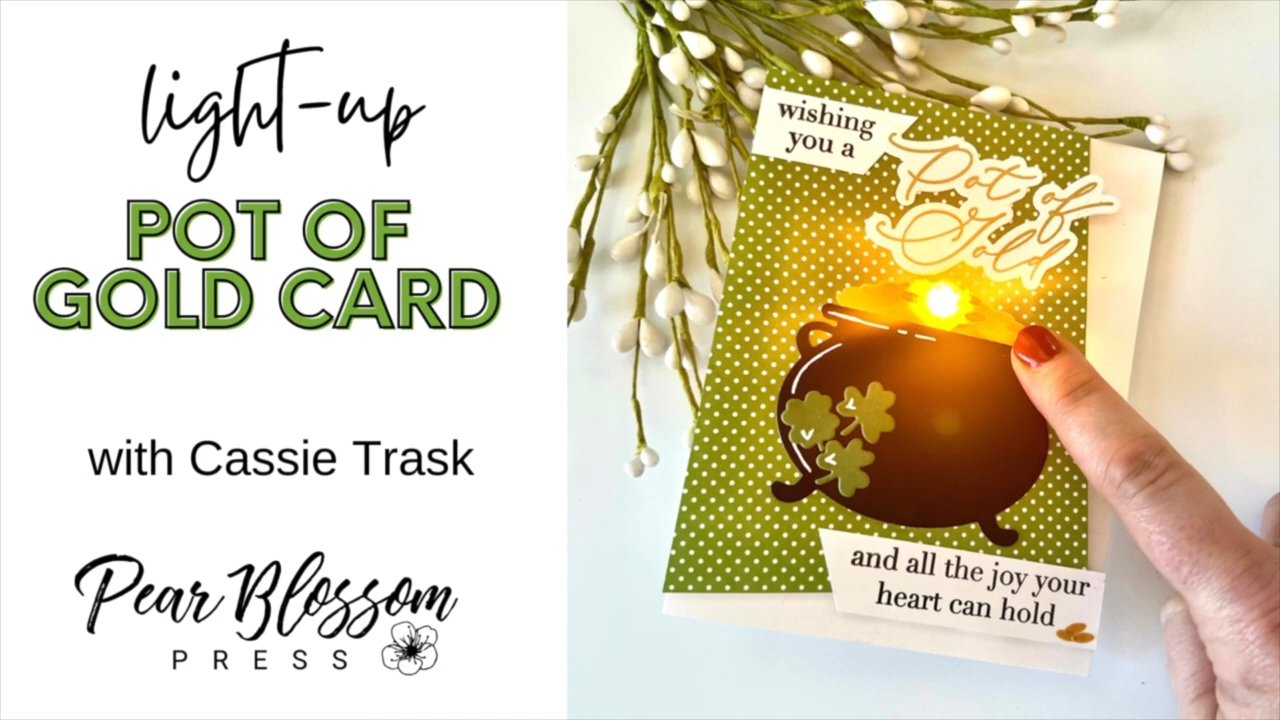 light-up
POT OF
GOLD CARD
with Cassie Trask
Pear Blossom
PRESS
wishing
you a
Pot of
Gold
and all the joy your
heart can hold